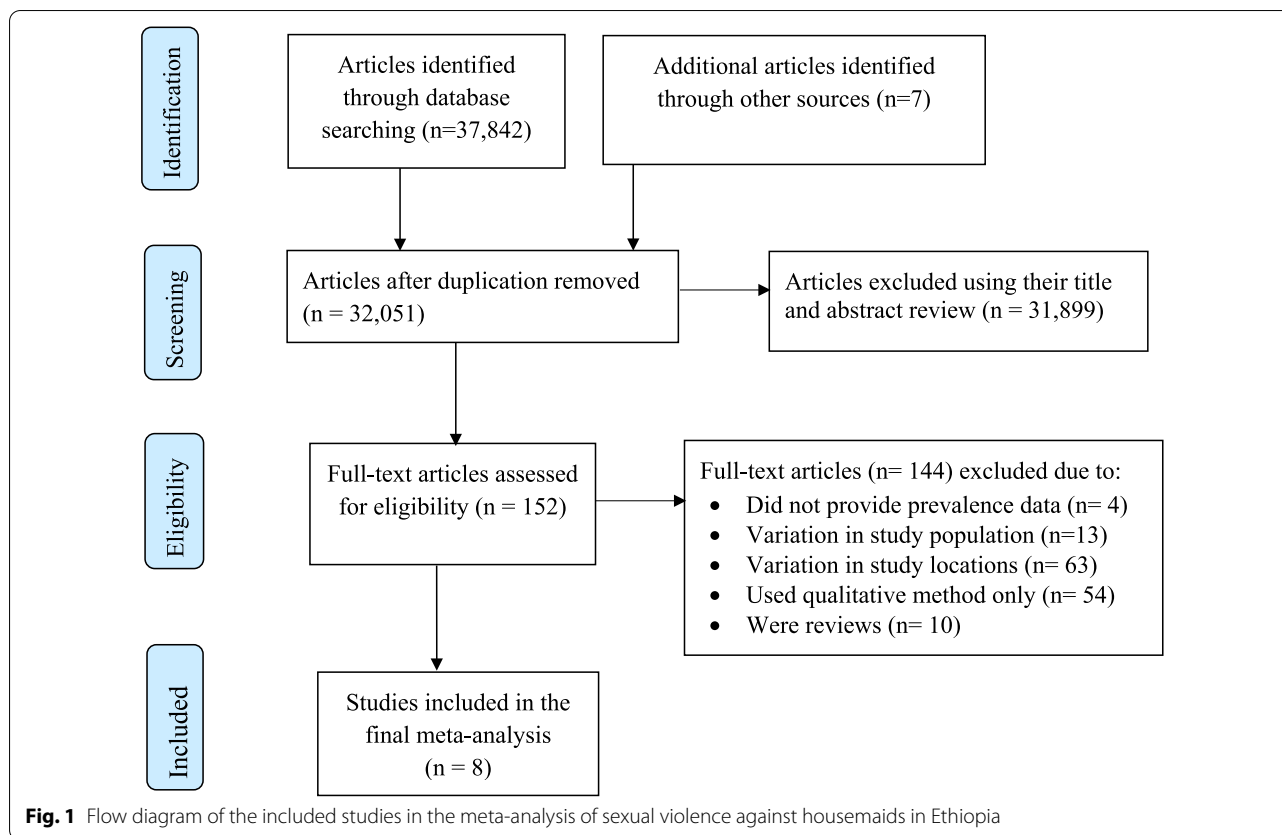 Identification
Articles identified
through database
searching (n=37,842)
Additional articles identified
through other sources (n=7)
Screening
Articles after duplication removed
(n = 32,051)
Articles excluded using their title
and abstract review (n = 31,899)
Eligibility
Full-text articles assessed
for eligibility (n = 152)
Full-text articles (n= 144) excluded due to:
• Did not provide prevalence data (n= 4)
• Variation in study population (n=13)
• Variation in study locations (n= 63)
• Used qualitative method only (n= 54)
• Were reviews (n= 10)
Included
Studies included in the
final meta-analysis
(n = 8)
Fig. 1 Flow diagram of the included studies in the meta-analysis of sexual violence against housemaids in Ethiopia